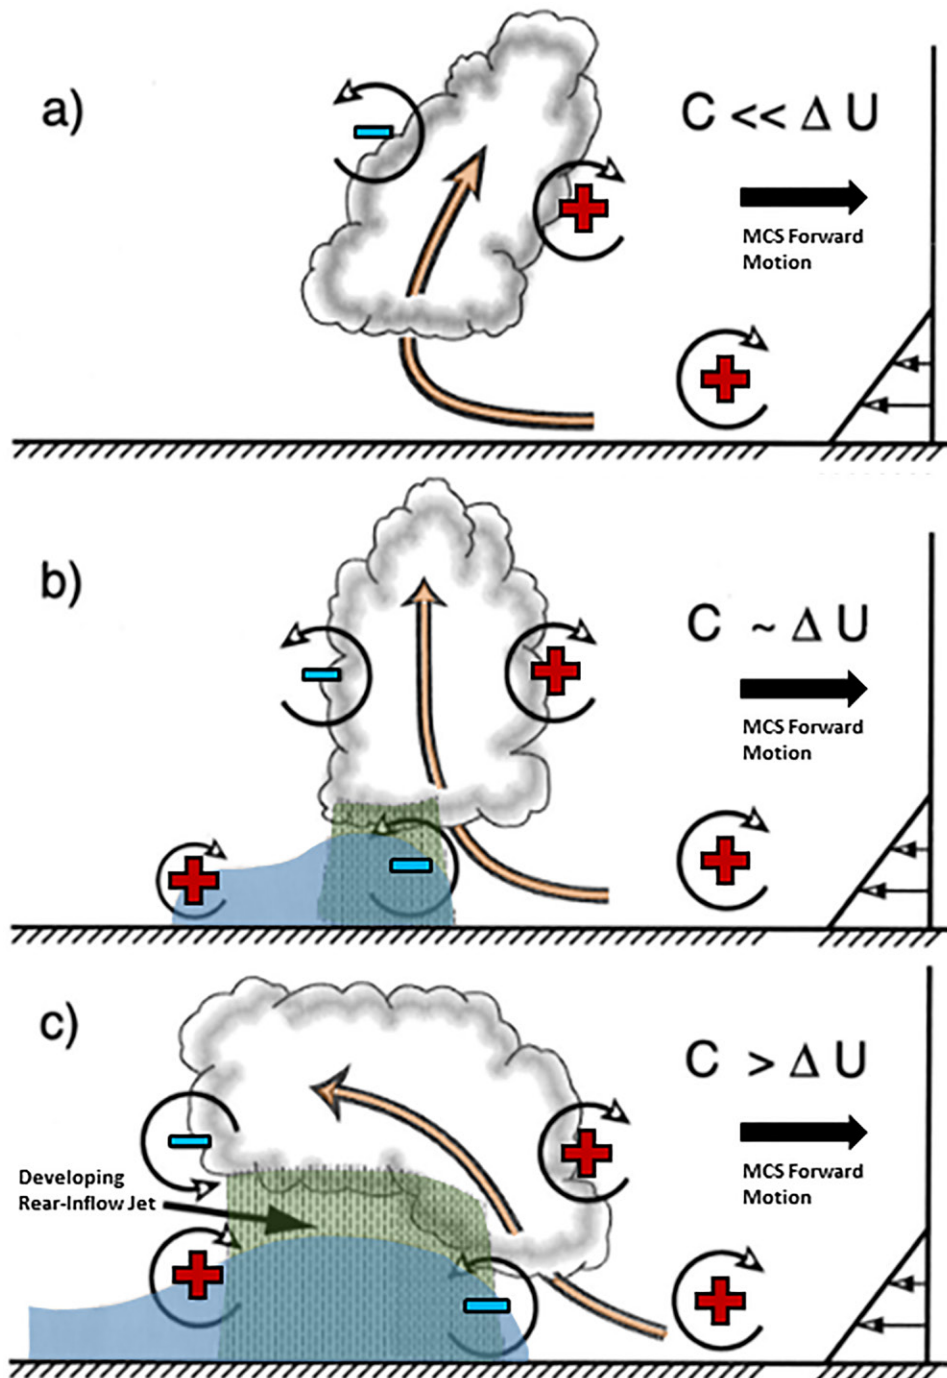 a)
C << Δ U
MCS Forward
Motion
b)
C ~ Δ U
MCS Forward
Motion
c)
C > Δ U
MCS Forward
Motion
Developing
Rear-Inflow Jet